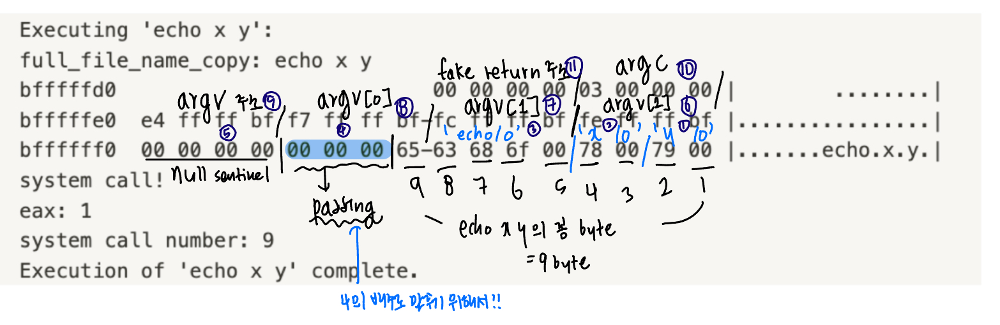 Executing 'echo x y':
full_file_name_copy: echo x y
fake return 주소 ⑪ argc ⑩
bfffffd0 00 00 00 00 / 03 00 00 00 / |        ........|
argv 주소 ⑨ argv[0] ⑧ argv[1] ⑦ argv[2] ⑥
bfffffe0 e4 ff ff bf / f7 ff ff bf-/fc ff ff bf / fe ff ff bf |................|
⑤ ④ 'echo\0' ③ 'x ② \0' 'y ① \0'
bffffff0 00 00 00 00 | 00 00 00 | 65-63 68 6f 00 / 78 00 / 79 00 |.......echo.x.y.|
null sentinel
system call!
9 8 7 6 5 4 3 2 1
eax: 1
padding
echo x y의 총 byte
system call number: 9
= 9 byte
Execution of 'echo x y' complete.
4의 배수로 맞추기 위해서!!